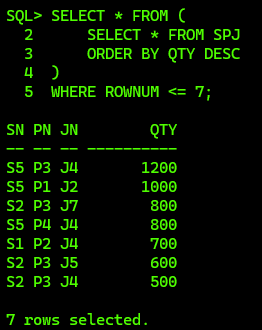 SQL> SELECT * FROM (
  2      SELECT * FROM SPJ
  3      ORDER BY QTY DESC
  4  )
  5  WHERE ROWNUM <= 7;

SN PN JN        QTY
-- -- -- ----------
S5 P3 J4       1200
S5 P1 J2       1000
S2 P3 J7        800
S5 P4 J4        800
S1 P2 J4        700
S2 P3 J5        600
S2 P3 J4        500

7 rows selected.